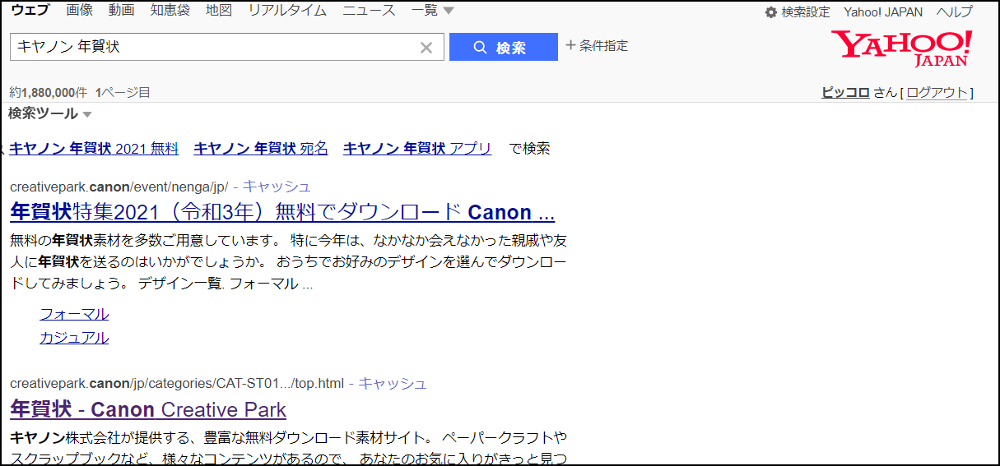 ウェブ 画像 動画 知恵袋 地図 リアルタイム ニュース 一覧 ▼ 検索設定 Yahoo! JAPAN ヘルプ
キヤノン 年賀状 × 検索 +条件指定 YAHOO! JAPAN
約1,880,000件 1ページ目 ピッコロ さん [ ログアウト ]
検索ツール ▼
キヤノン 年賀状 2021 無料 キヤノン 年賀状 宛名 キヤノン 年賀状 アプリ で検索
creativepark.canon/event/nenga/jp/ - キャッシュ
年賀状特集2021（令和3年）無料でダウンロード Canon ...
無料の年賀状素材を多数ご用意しています。 特に今年は、なかなか会えなかった親戚や友
人に年賀状を送るのはいかがでしょうか。 おうちでお好みのデザインを選んでダウンロー
ドしてみましょう。 デザイン一覧. フォーマル ...
フォーマル
カジュアル
creativepark.canon/jp/categories/CAT-ST01.../top.html - キャッシュ
年賀状 - Canon Creative Park
キヤノン株式会社が提供する、豊富な無料ダウンロード素材サイト。 ペーパークラフトや
スクラップブックなど、様々なコンテンツがあるので、 あなたのお気に入りがきっと見つ